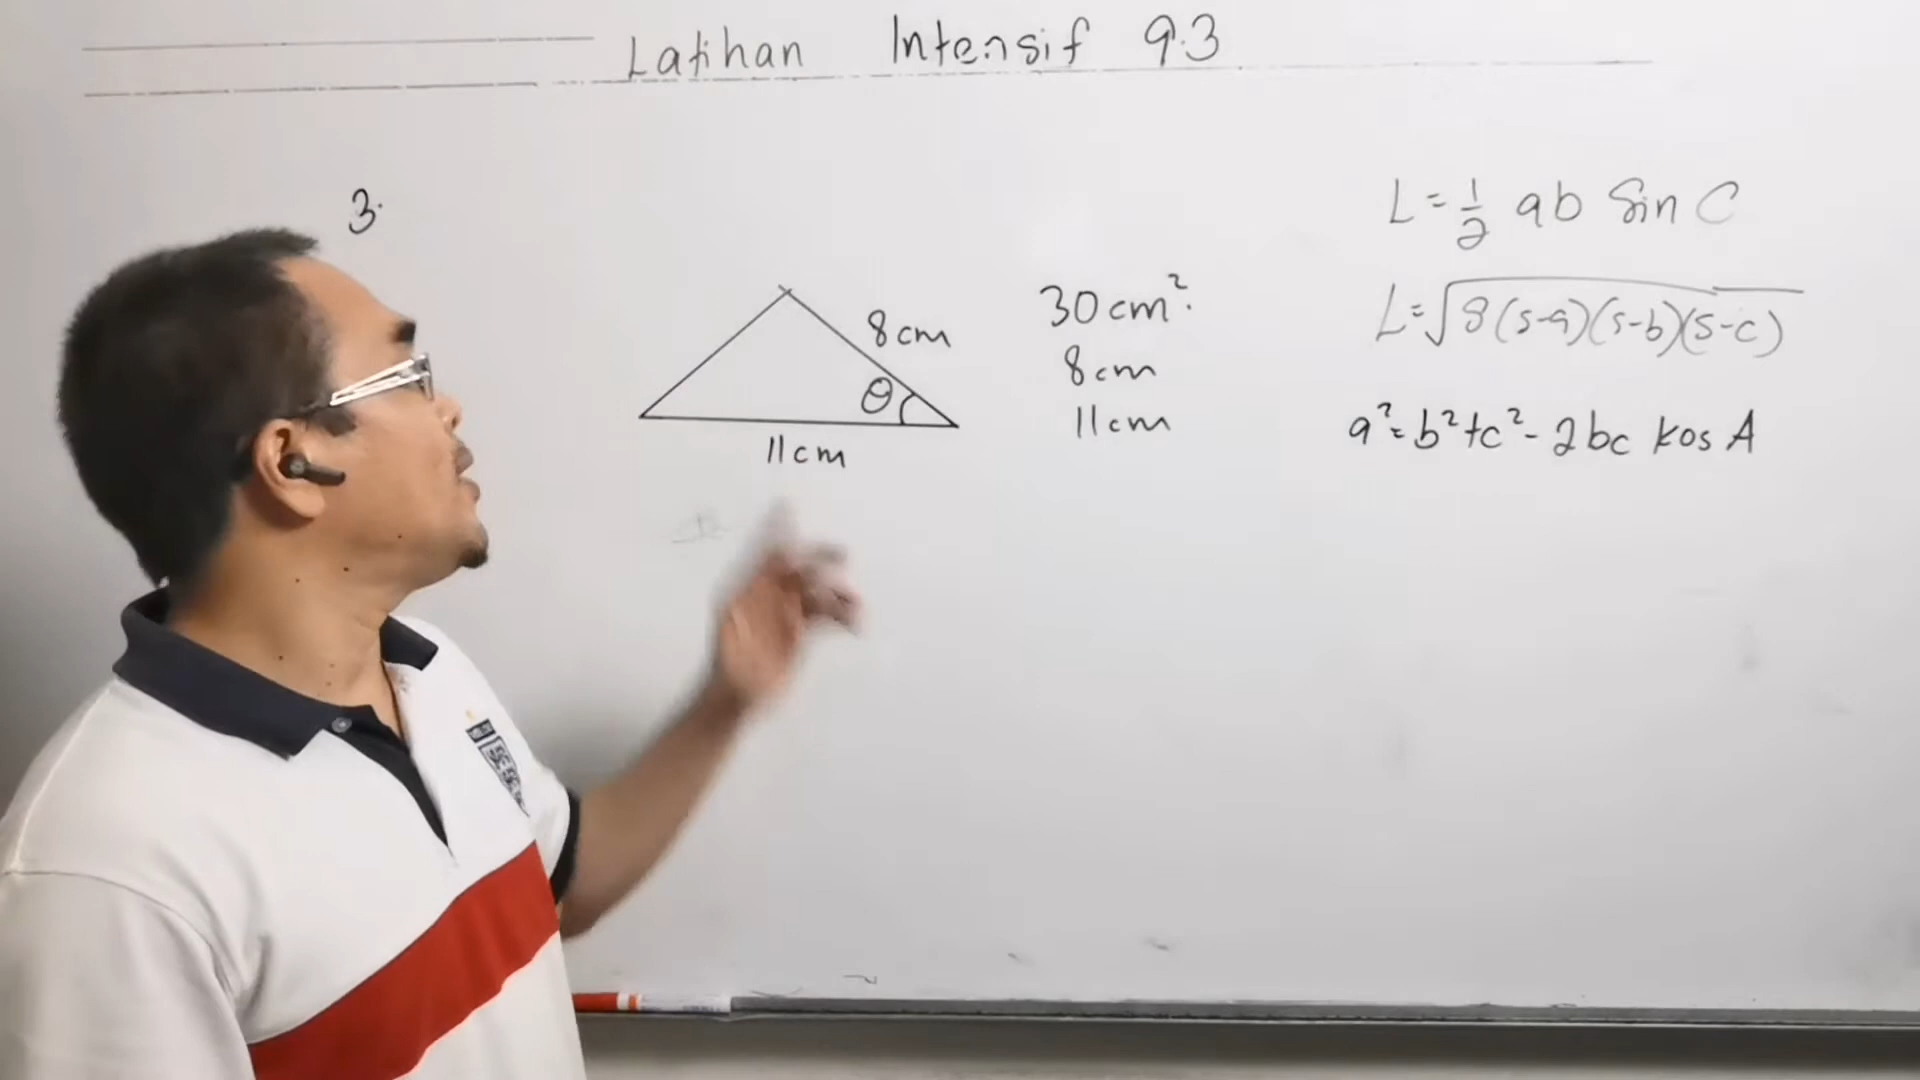 Latihan Intensif 9.3
3.
8cm
θ
11cm
30cm².
8cm
11cm
L=½ ab Sin C
L=√8(s-a)(s-b)(s-c)
a²=b²+c²-2bc kos A